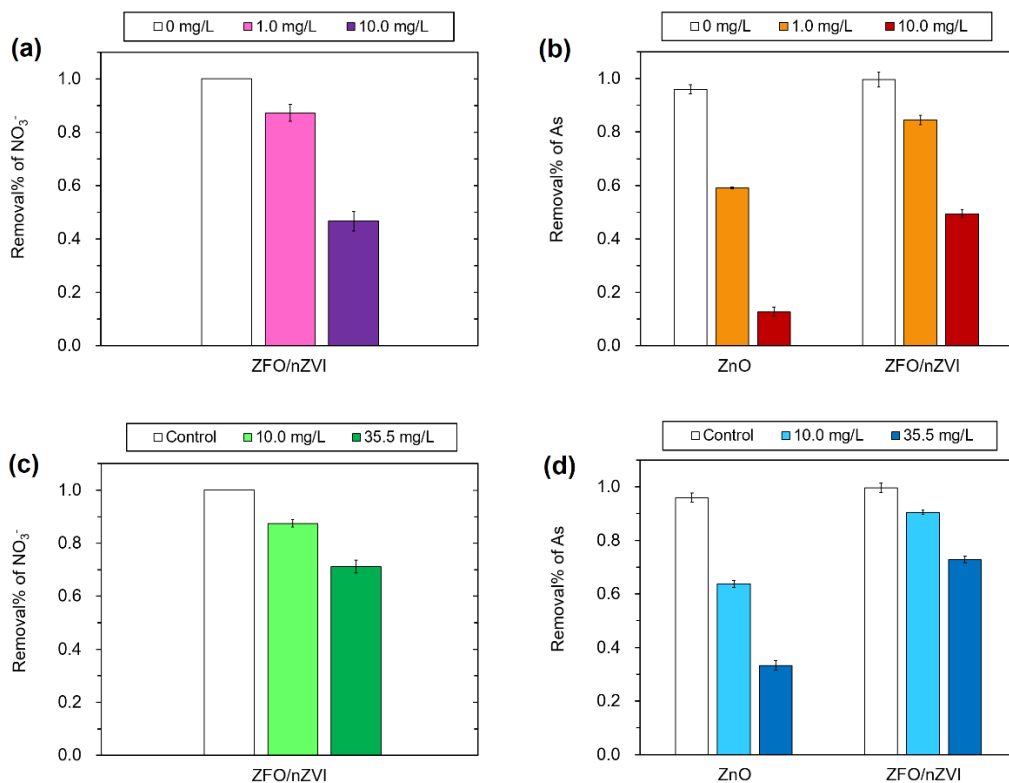 (a)
0 mg/L 1.0 mg/L 10.0 mg/L
Removal% of NO₃⁻
1.0
0.8
0.6
0.4
0.2
0.0
ZFO/nZVI
(b)
0 mg/L 1.0 mg/L 10.0 mg/L
Removal% of As
1.0
0.8
0.6
0.4
0.2
0.0
ZnO ZFO/nZVI
(c)
Control 10.0 mg/L 35.5 mg/L
Removal% of NO₃⁻
1.0
0.8
0.6
0.4
0.2
0.0
ZFO/nZVI
(d)
Control 10.0 mg/L 35.5 mg/L
Removal% of As
1.0
0.8
0.6
0.4
0.2
0.0
ZnO ZFO/nZVI